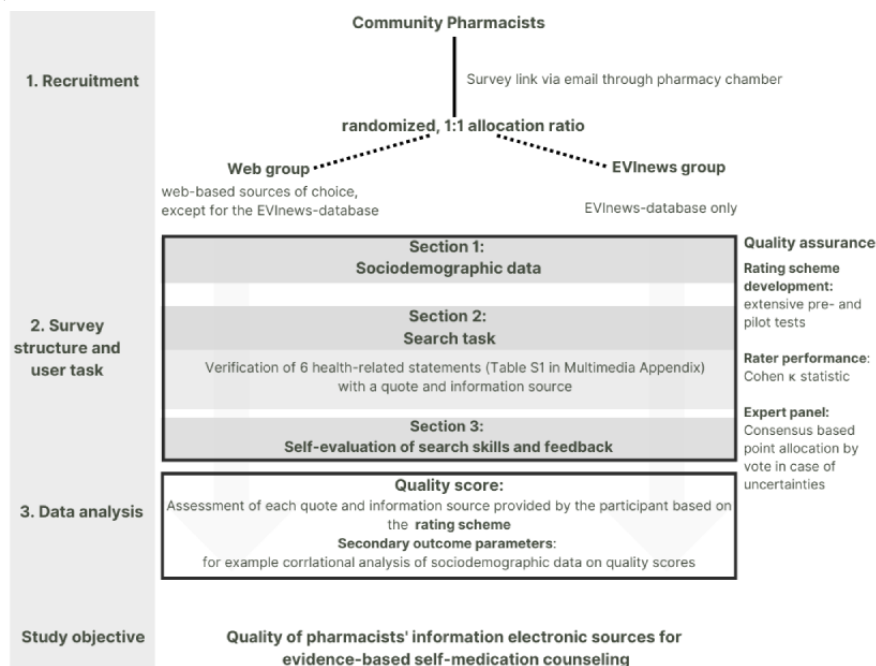 Community Pharmacists
1. Recruitment
Survey link via email through pharmacy chamber
randomized, 1:1 allocation ratio
Web group
EVInews group
web-based sources of choice,
except for the EVInews-database
EVInews-database only
2. Survey
structure and
user task
Section 1:
Sociodemographic data
Section 2:
Search task
Verification of 6 health-related statements (Table S1 in Multimedia Appendix)
with a quote and information source
Section 3:
Self-evaluation of search skills and feedback
Quality assurance
Rating scheme
development:
extensive pre- and
pilot tests
Rater performance:
Cohen κ statistic
Expert panel:
Consensus based
point allocation by
vote in case of
uncertainties
3. Data analysis
Quality score:
Assessment of each quote and information source provided by the participant based on
the rating scheme
Secondary outcome parameters:
for example corrlational analysis of sociodemographic data on quality scores
Study objective
Quality of pharmacists' information electronic sources for
evidence-based self-medication counseling